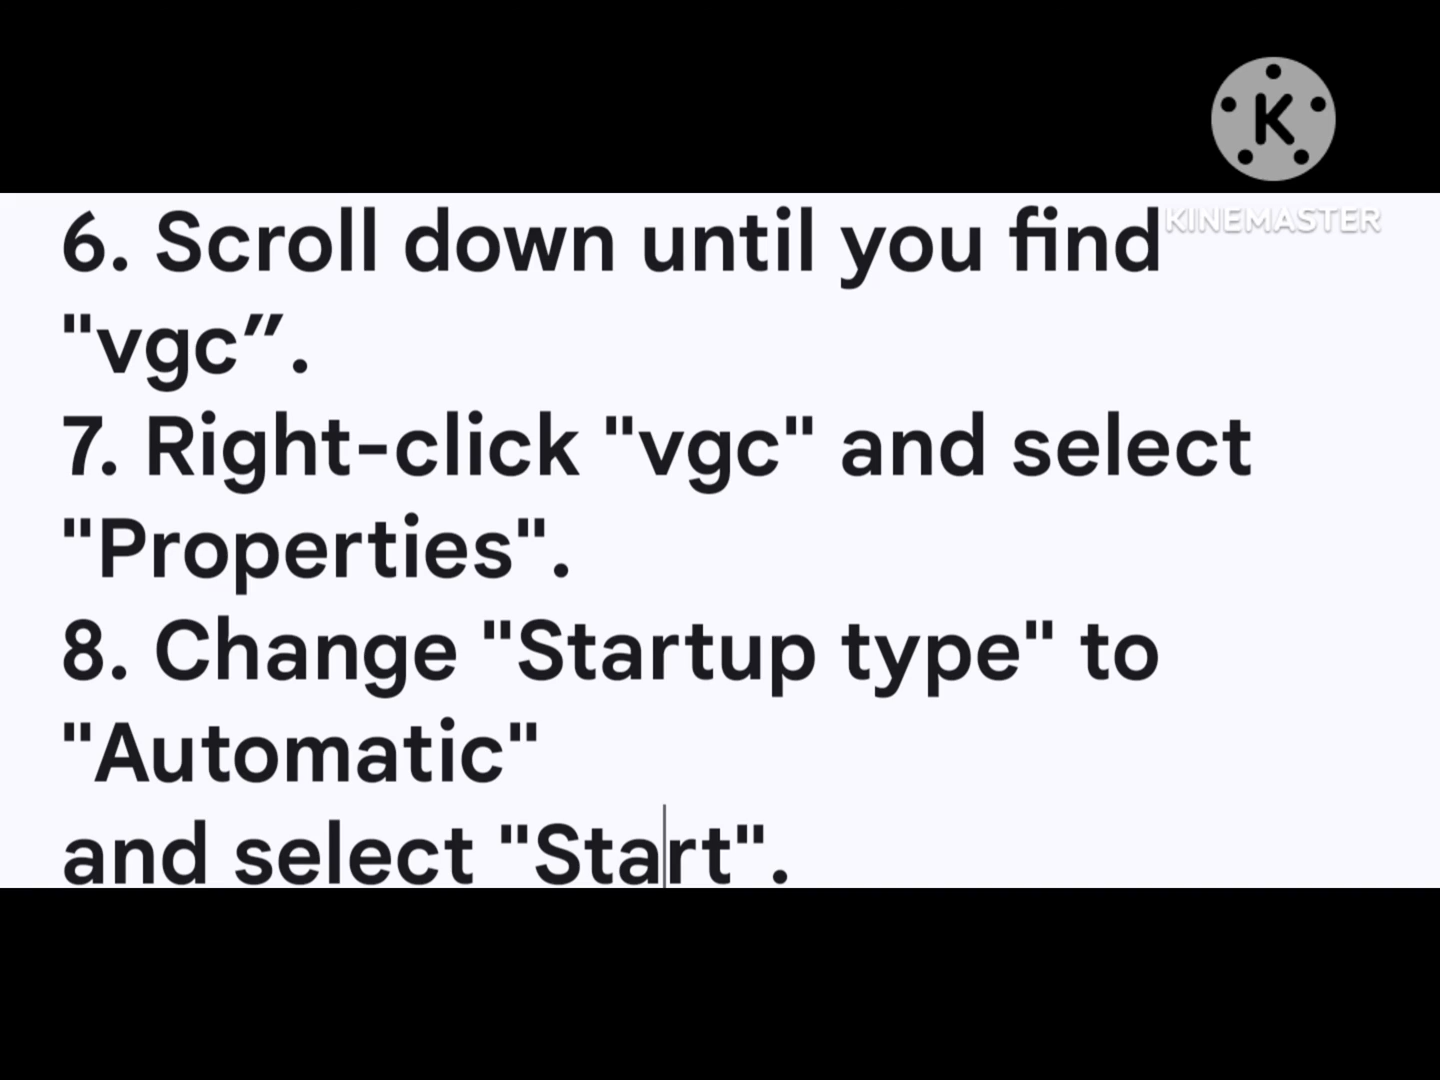 K
KINEMASTER
6. Scroll down until you find
"vgc”.
7. Right-click "vgc" and select
"Properties".
8. Change "Startup type" to
"Automatic"
and select "Start".